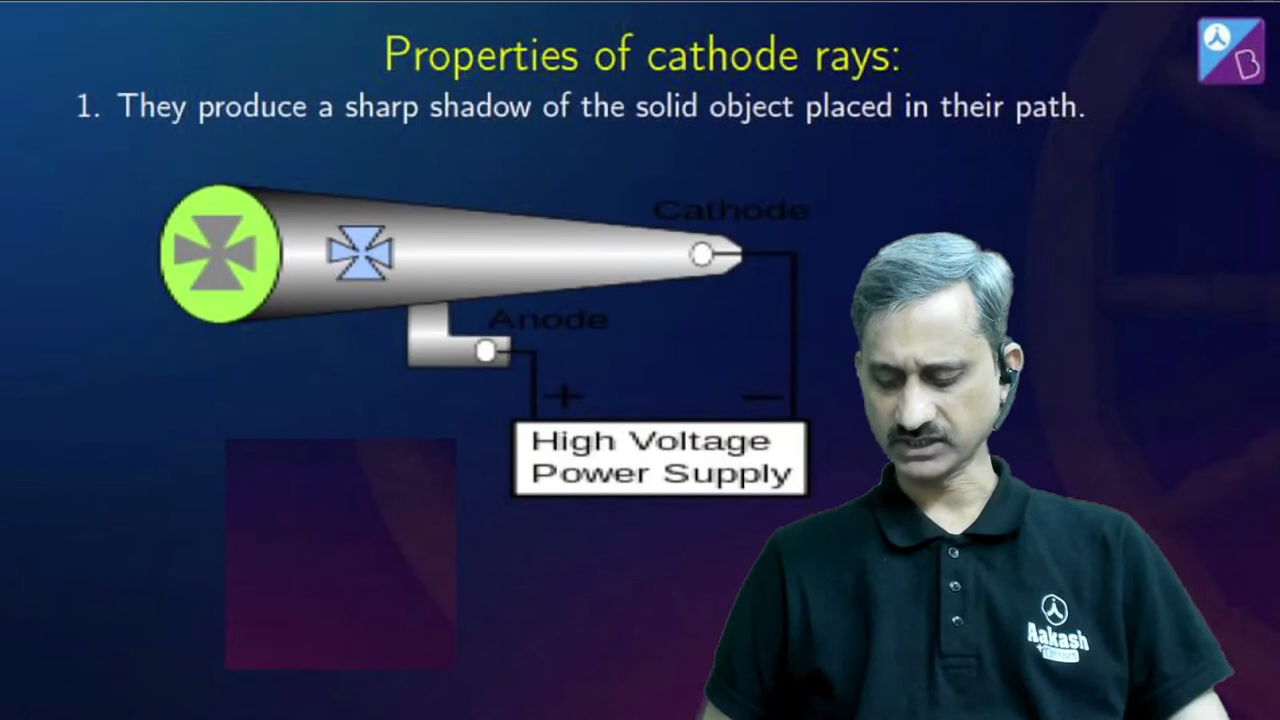 Properties of cathode rays:
1. They produce a sharp shadow of the solid object placed in their path.
Cathode
Anode
+ −
High Voltage
Power Supply
Aakash